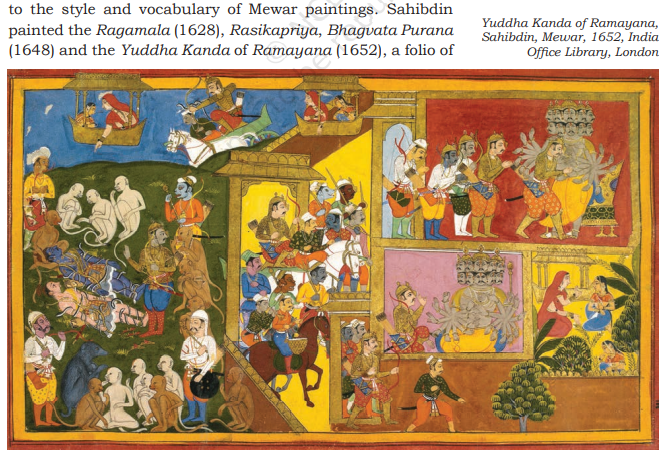 to the style and vocabulary of Mewar paintings. Sahibdin
painted the Ragamala (1628), Rasikapriya, Bhagvata Purana
(1648) and the Yuddha Kanda of Ramayana (1652), a folio of
Yuddha Kanda of Ramayana,
Sahibdin, Mewar, 1652, India
Office Library, London